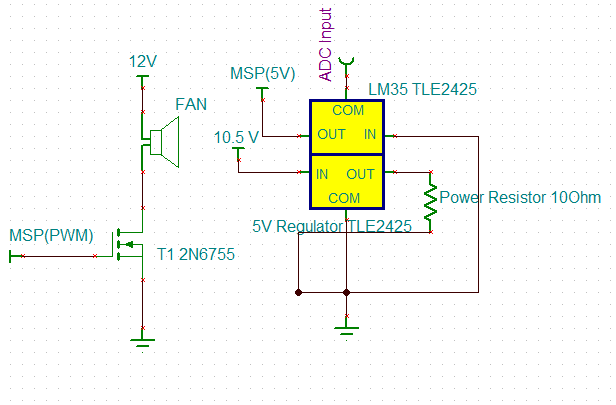 ADC Input
12V
MSP(5V)
LM35 TLE2425
FAN
COM
OUT
IN
10.5 V
IN
OUT
COM
Power Resistor 10Ohm
5V Regulator TLE2425
MSP(PWM)
T1 2N6755